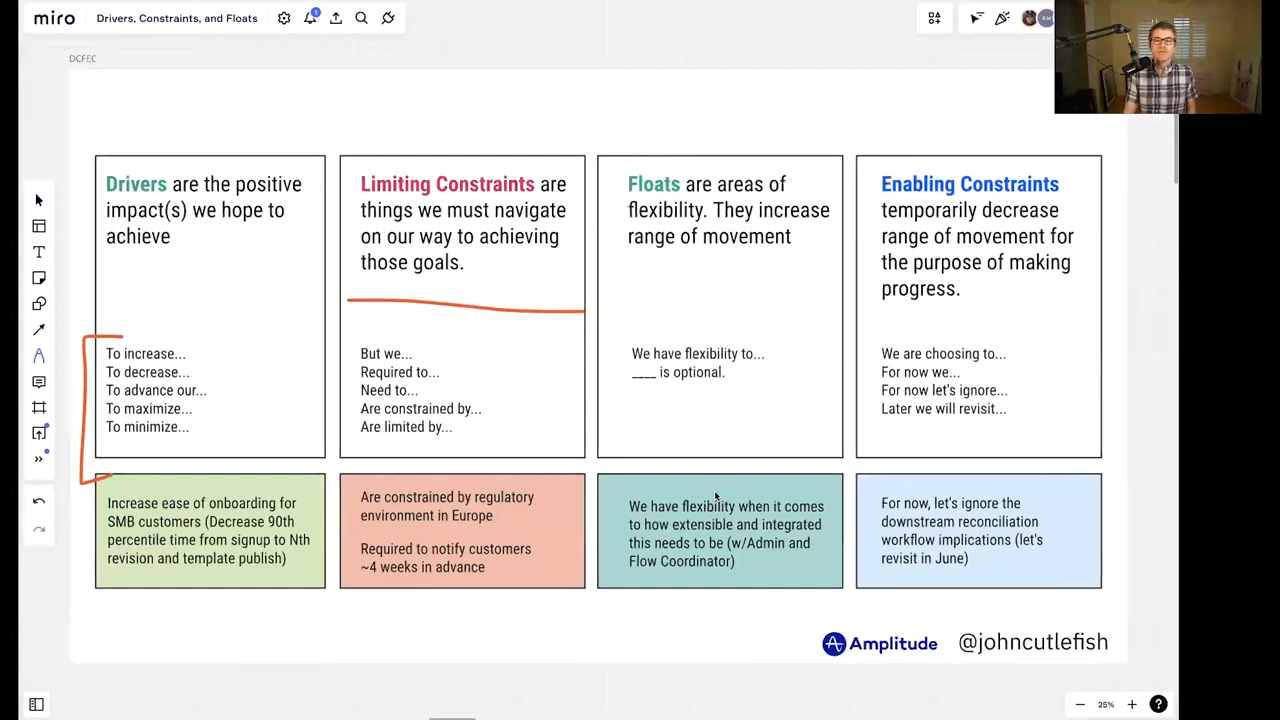 miro
Drivers, Constraints, and Floats
1
DCFEC
Drivers are the positive
impact(s) we hope to
achieve
To increase...
To decrease...
To advance our...
To maximize...
To minimize...
Increase ease of onboarding for
SMB customers (Decrease 90th
percentile time from signup to Nth
revision and template publish)
Limiting Constraints are
things we must navigate
on our way to achieving
those goals.
But we...
Required to...
Need to...
Are constrained by...
Are limited by...
Are constrained by regulatory
environment in Europe
Required to notify customers
~4 weeks in advance
Floats are areas of
flexibility. They increase
range of movement
We have flexibility to...
____ is optional.
We have flexibility when it comes
to how extensible and integrated
this needs to be (w/Admin and
Flow Coordinator)
Enabling Constraints
temporarily decrease
range of movement for
the purpose of making
progress.
We are choosing to...
For now we...
For now let's ignore...
Later we will revisit...
For now, let's ignore the
downstream reconciliation
workflow implications (let's
revisit in June)
Amplitude @johncutlefish
25%
?